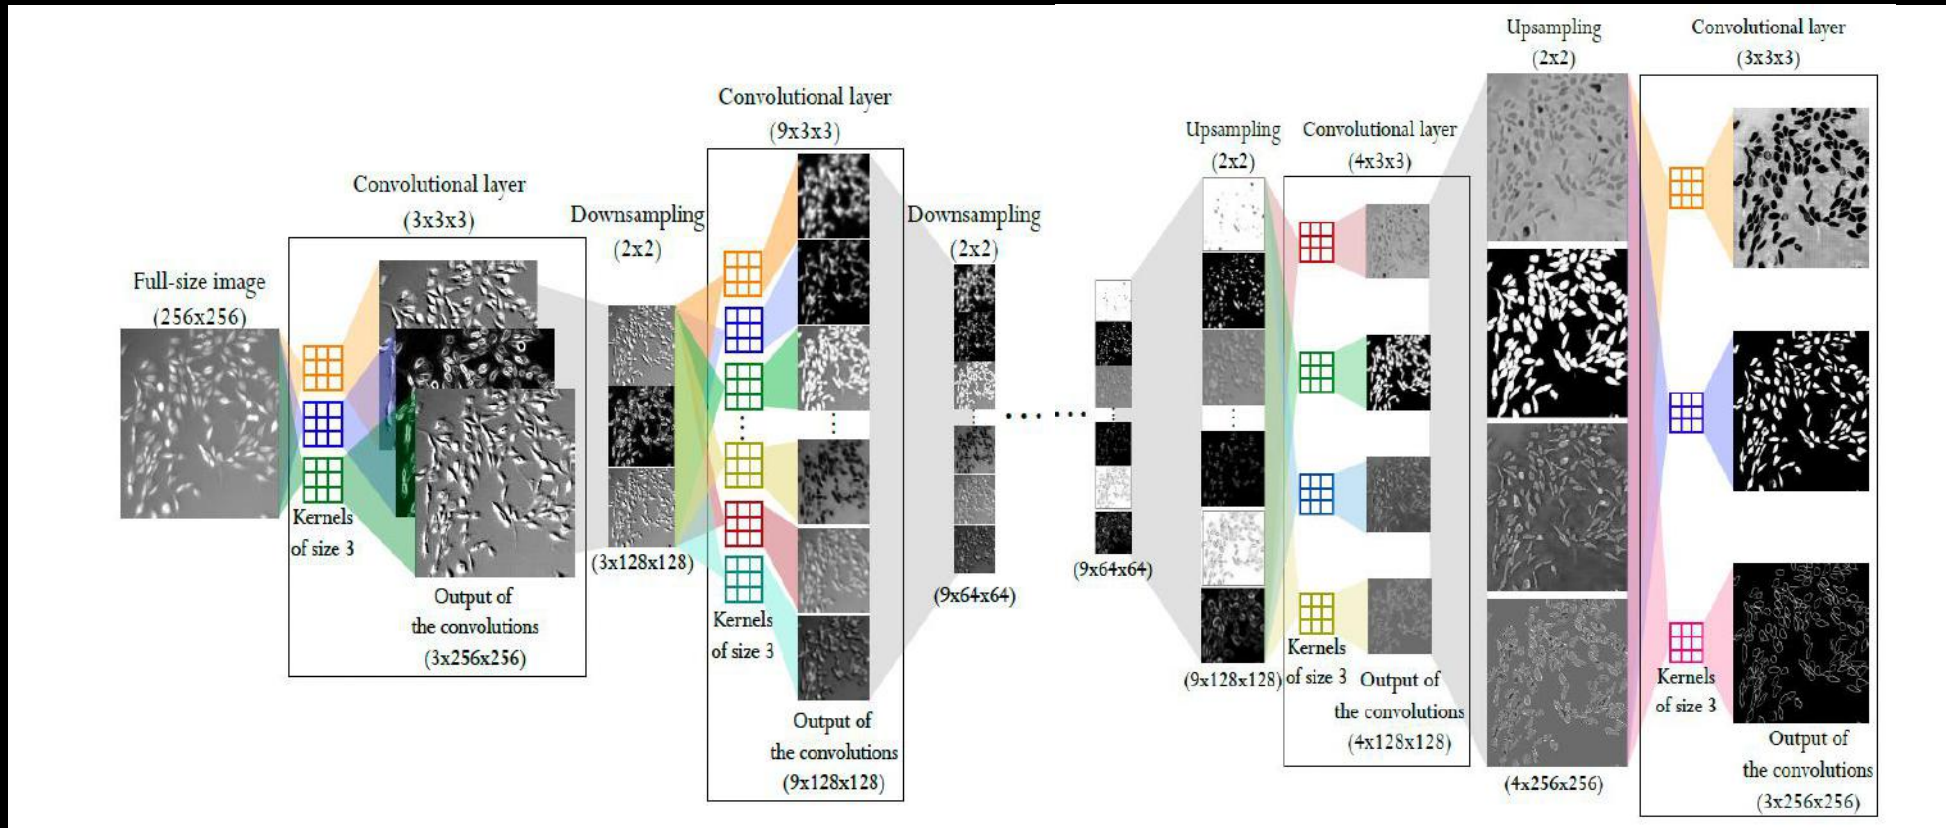 Full-size image
(256x256)
Convolutional layer
(3x3x3)
Kernels
of size 3
Output of
the convolutions
(3x256x256)
Downsampling
(2x2)
(3x128x128)
Convolutional layer
(9x3x3)
Kernels
of size 3
Output of
the convolutions
(9x128x128)
Downsampling
(2x2)
(9x64x64)
(9x64x64)
Upsampling
(2x2)
(9x128x128)
Convolutional layer
(4x3x3)
Kernels
of size 3
Output of
the convolutions
(4x128x128)
Upsampling
(2x2)
(4x256x256)
Convolutional layer
(3x3x3)
Kernels
of size 3
Output of
the convolutions
(3x256x256)